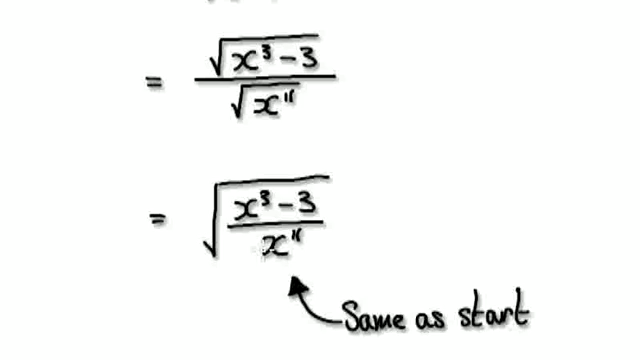 = √(x³ − 3) / √(x¹¹)
= √((x³ − 3) / x¹¹)
Same as start